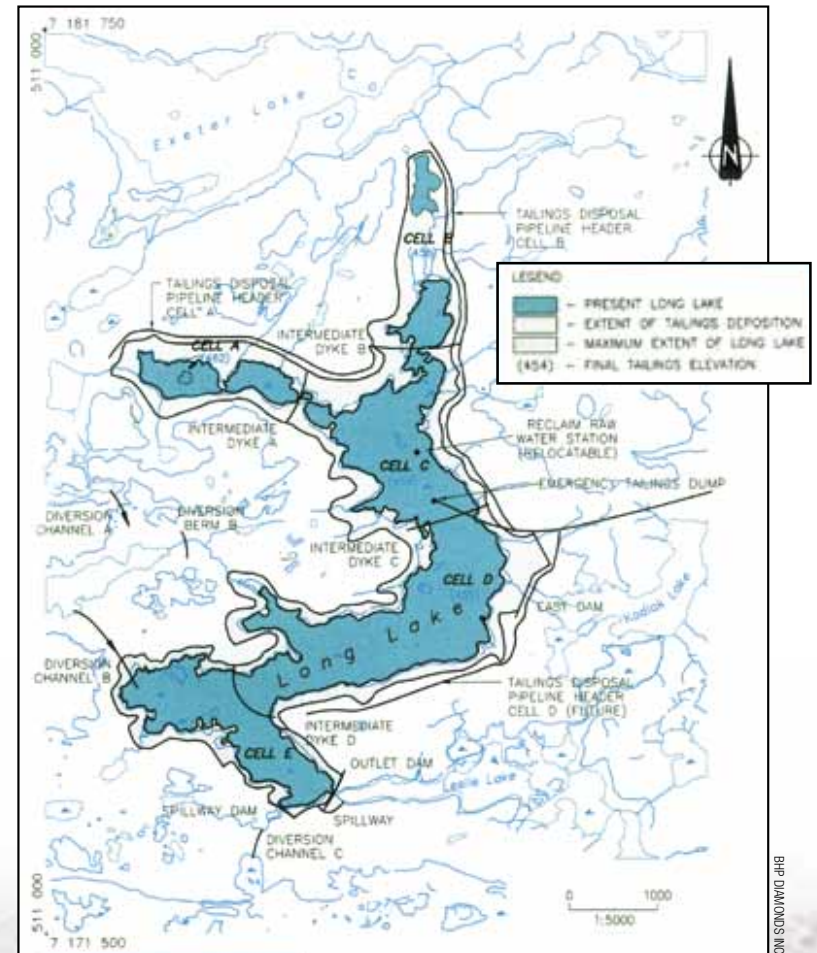 7 181 750
511 000
Exeter Lake
N
TAILINGS DISPOSAL
PIPELINE HEADER
CELL B
CELL B
LEGEND
- PRESENT LONG LAKE
- EXTENT OF TAILINGS DEPOSITION
- MAXIMUM EXTENT OF LONG LAKE
(454) - FINAL TAILINGS ELEVATION
TAILINGS DISPOSAL
PIPELINE HEADER
CELL A
CELL A
INTERMEDIATE
DYKE B
INTERMEDIATE
DYKE A
RECLAIM RAW
WATER STATION
(RELOCATABLE)
CELL C
EMERGENCY TAILINGS DUMP
DIVERSION
CHANNEL A
DIVERSION
BERM B
INTERMEDIATE
DYKE C
CELL D
EAST DAM
Kodiak Lake
Long Lake
DIVERSION
CHANNEL B
TAILINGS DISPOSAL
PIPELINE HEADER
CELL D (FUTURE)
INTERMEDIATE
DYKE D
CELL E
OUTLET DAM
Leslie Lake
SPILLWAY DAM
SPILLWAY
DIVERSION
CHANNEL C
0 1000
1:5000
511 000
7 171 500
BHP DIAMONDS INC